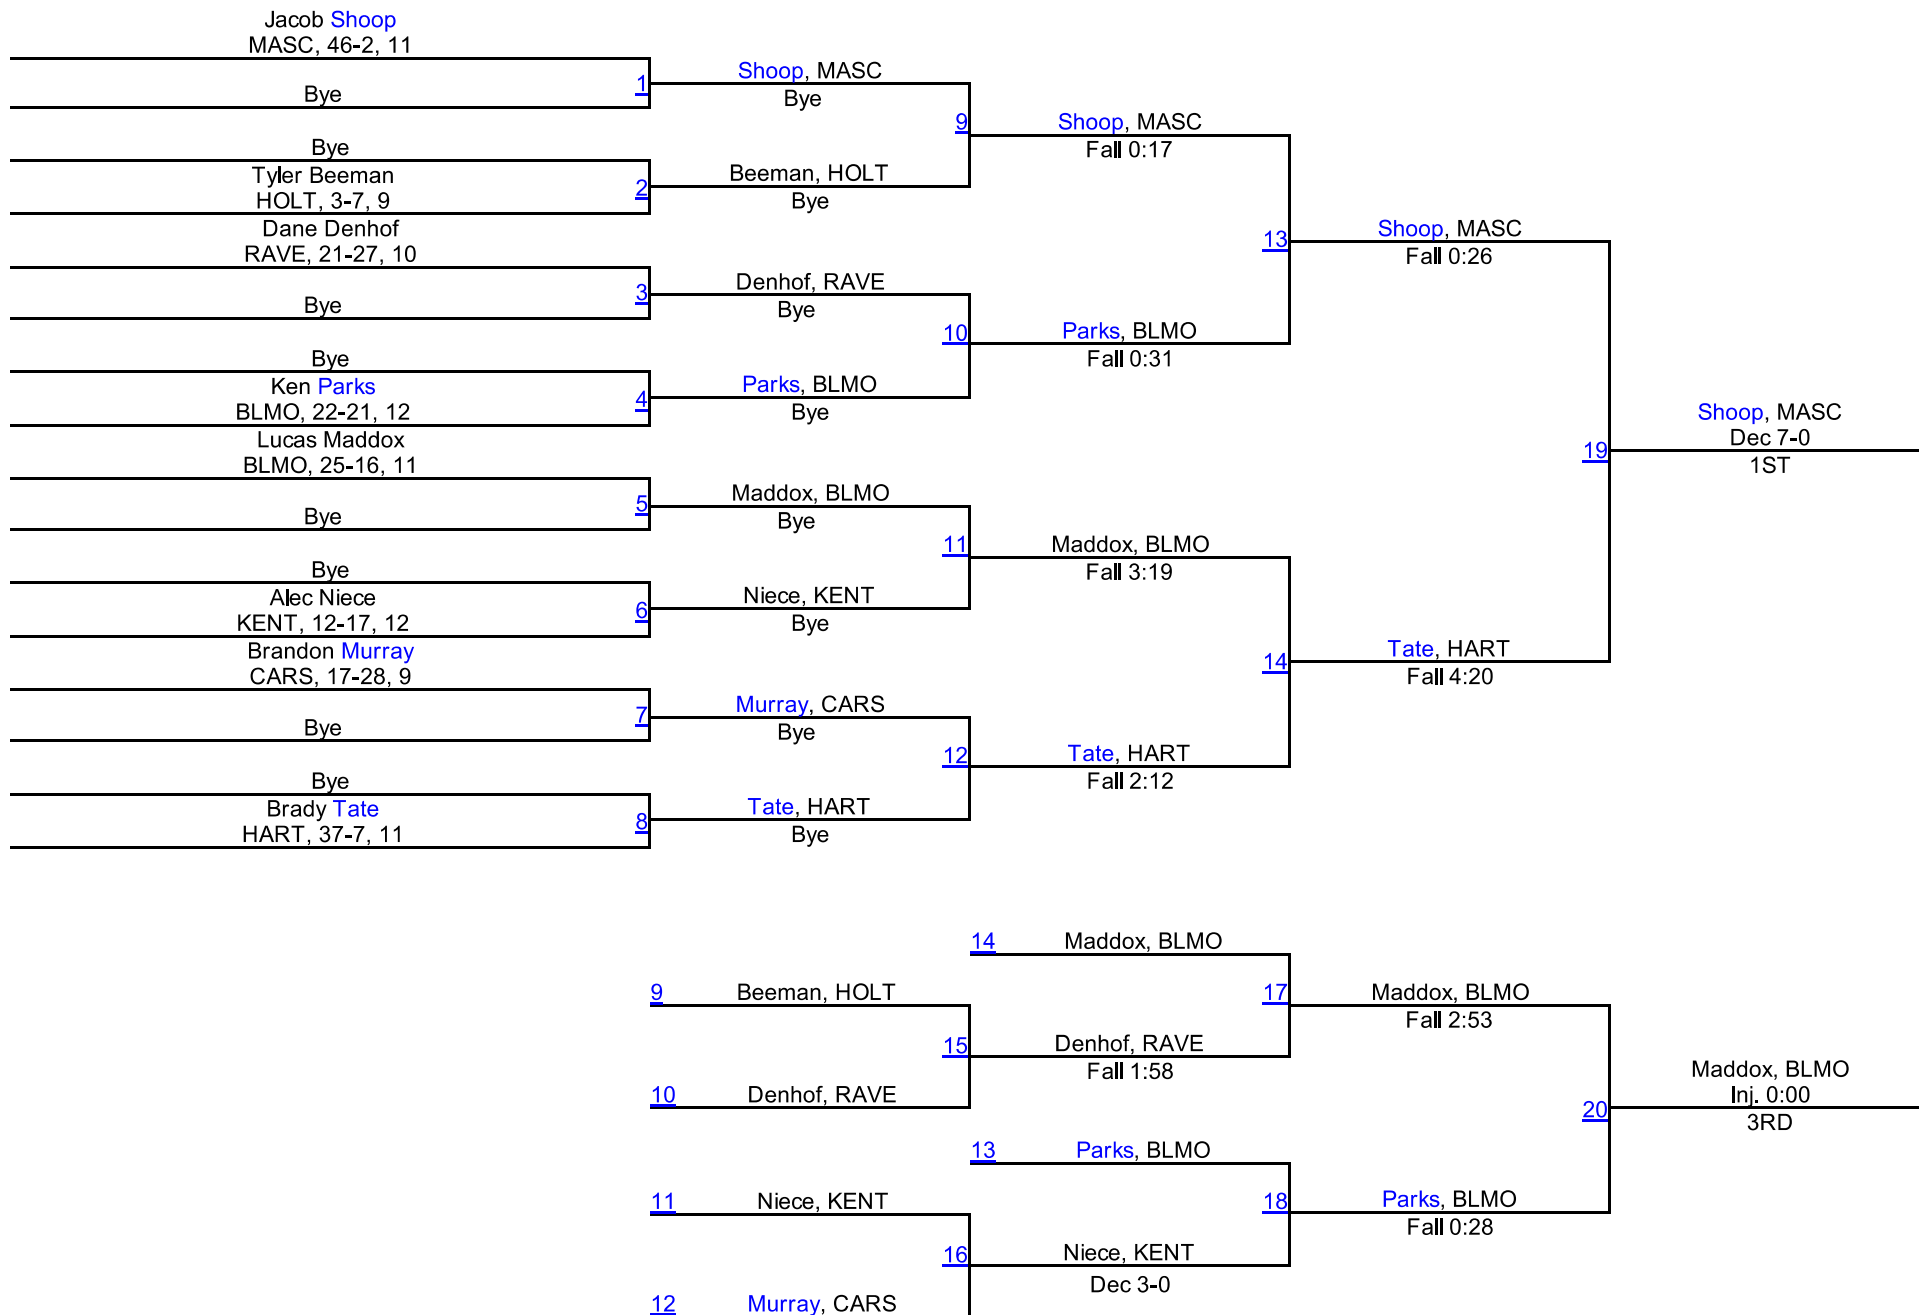 Jacob Shoop
MASC, 46-2, 11
1
Bye
Shoop, MASC
Bye
9
Shoop, MASC
Fall 0:17
Bye
Tyler Beeman
HOLT, 3-7, 9
2
Beeman, HOLT
Bye
13
Shoop, MASC
Fall 0:26
Dane Denhof
RAVE, 21-27, 10
3
Bye
Denhof, RAVE
Bye
10
Parks, BLMO
Fall 0:31
Bye
Ken Parks
BLMO, 22-21, 12
4
Parks, BLMO
Bye
19
Shoop, MASC
Dec 7-0
1ST
Lucas Maddox
BLMO, 25-16, 11
5
Bye
Maddox, BLMO
Bye
11
Maddox, BLMO
Fall 3:19
Bye
Alec Niece
KENT, 12-17, 12
6
Niece, KENT
Bye
14
Tate, HART
Fall 4:20
Brandon Murray
CARS, 17-28, 9
7
Bye
Murray, CARS
Bye
12
Tate, HART
Fall 2:12
Bye
Brady Tate
HART, 37-7, 11
8
Tate, HART
Bye
14
Maddox, BLMO
9
Beeman, HOLT
17
Maddox, BLMO
Fall 2:53
15
Denhof, RAVE
Fall 1:58
10
Denhof, RAVE
20
Maddox, BLMO
Inj. 0:00
3RD
13
Parks, BLMO
11
Niece, KENT
18
Parks, BLMO
Fall 0:28
16
Niece, KENT
Dec 3-0
12
Murray, CARS